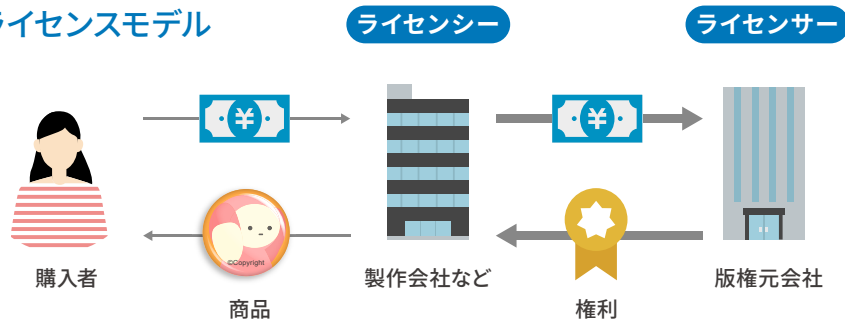 ライセンスモデル
ライセンシー
ライセンサー
¥
¥
©Copyright
購入者
商品
製作会社など
権利
版権元会社